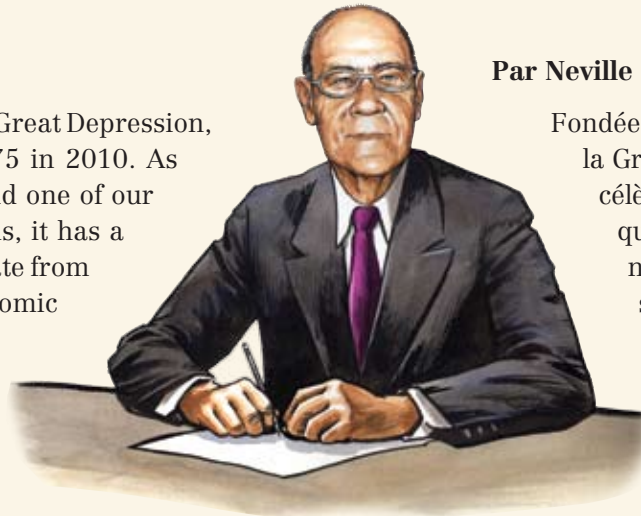 Great Depression,
75 in 2010. As
d one of our
s, it has a
te from
omic
Par Neville
Fondée
la Gr
célè
qu
n
s